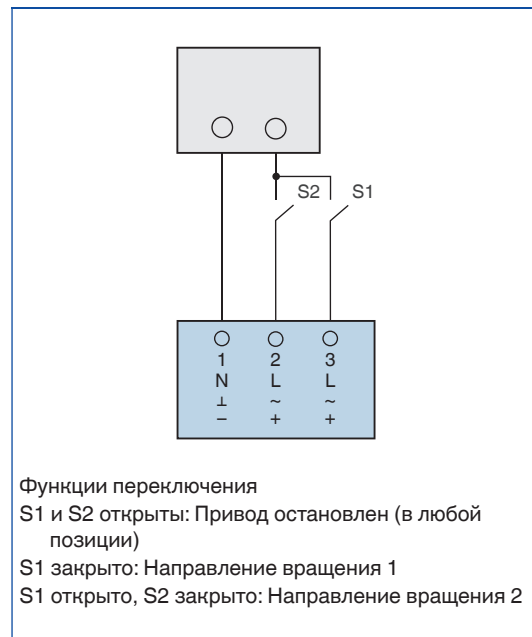 S2 S1
1 2 3
N L L
⊥ ~ ~
− + +
Функции переключения
S1 и S2 открыты: Привод остановлен (в любой
позиции)
S1 закрыто: Направление вращения 1
S1 открыто, S2 закрыто: Направление вращения 2